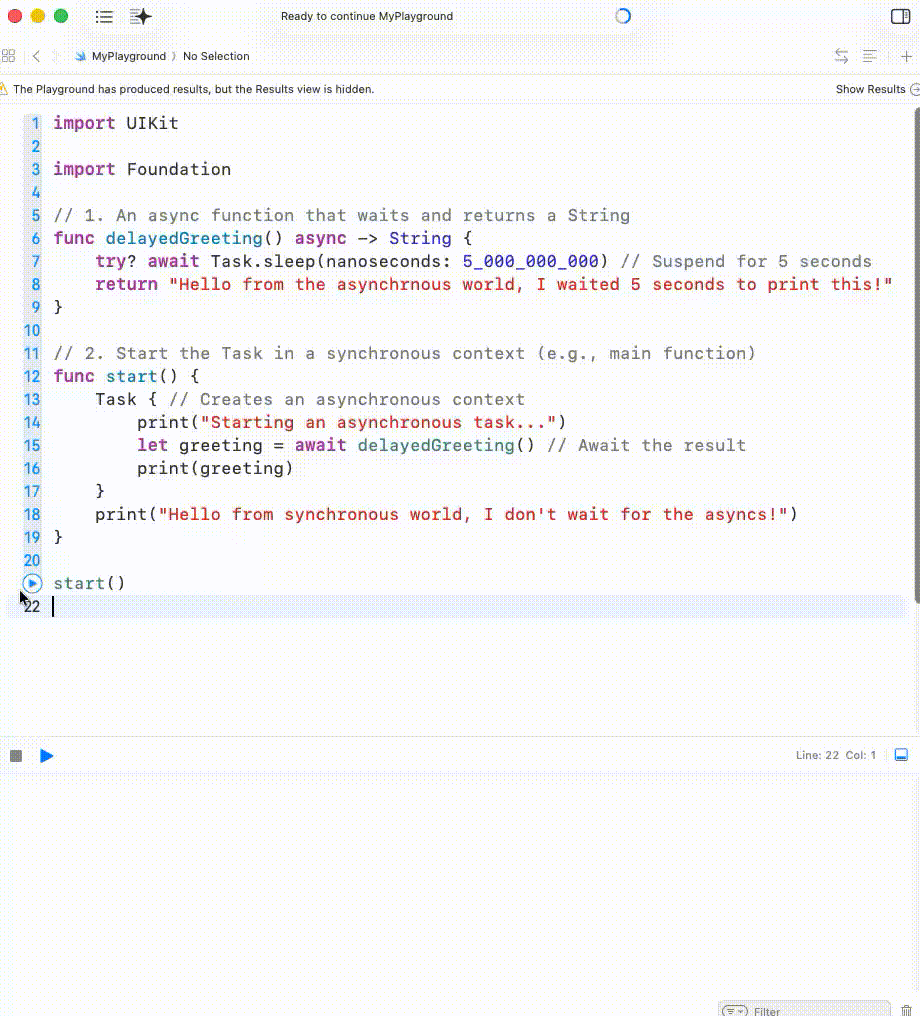 Ready to continue MyPlayground
MyPlayground 〉 No Selection
The Playground has produced results, but the Results view is hidden. Show Results
1 import UIKit
2
3 import Foundation
4
5 // 1. An async function that waits and returns a String
6 func delayedGreeting() async -> String {
7     try? await Task.sleep(nanoseconds: 5_000_000_000) // Suspend for 5 seconds
8     return "Hello from the asynchrnous world, I waited 5 seconds to print this!"
9 }
10
11 // 2. Start the Task in a synchronous context (e.g., main function)
12 func start() {
13     Task { // Creates an asynchronous context
14         print("Starting an asynchronous task...")
15         let greeting = await delayedGreeting() // Await the result
16         print(greeting)
17     }
18     print("Hello from synchronous world, I don't wait for the asyncs!")
19 }
20
start()
22
Line: 22 Col: 1
Filter